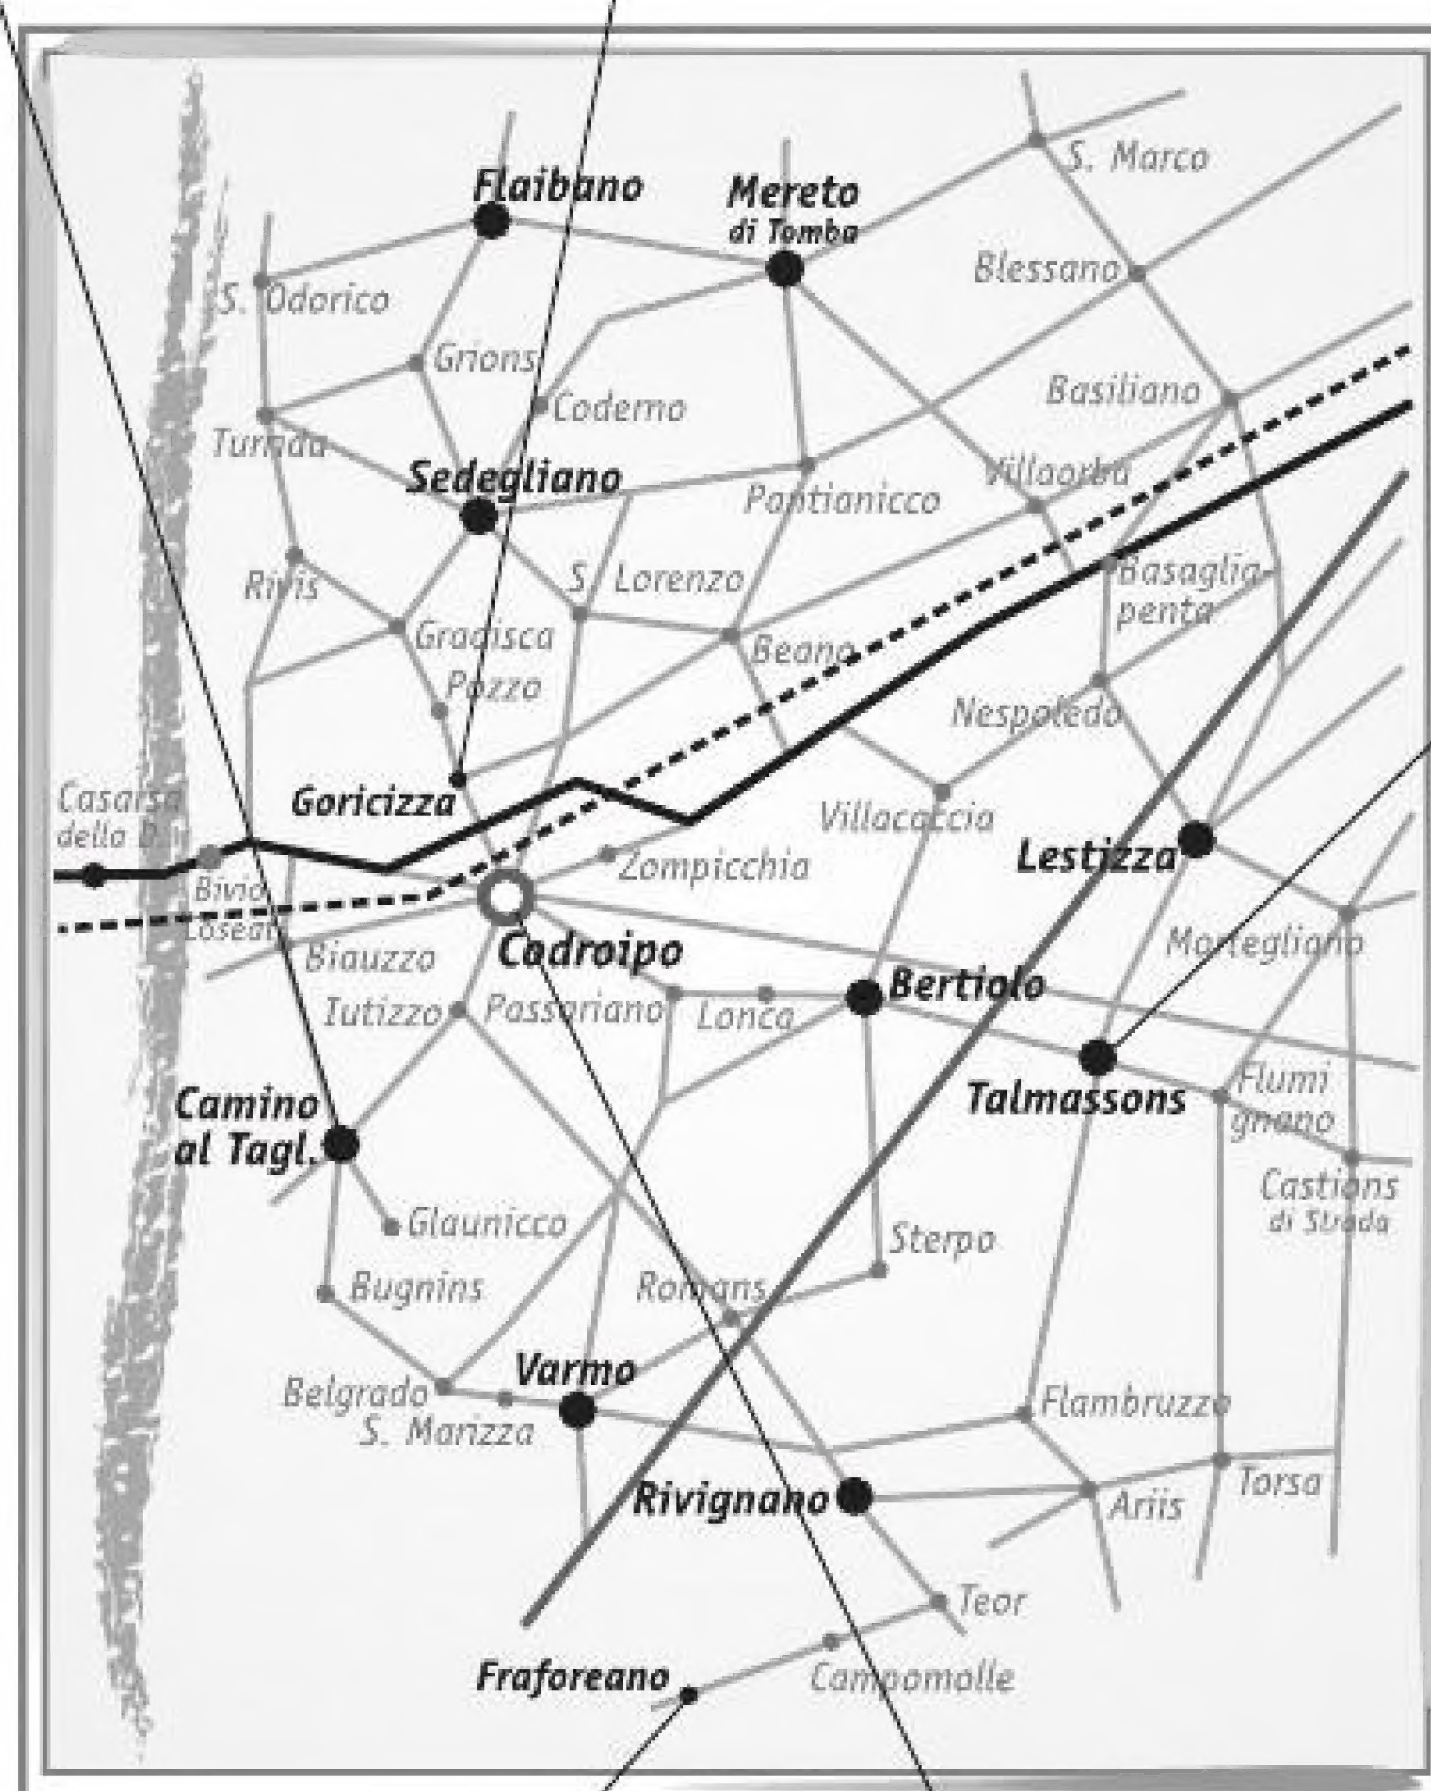 S. Marco
Flaibano
Mereto
di Tomba
Blessano
S. Odorico
Grions
Basiliano
Coderno
Turrida
Sedegliano
Villaorba
Pantianicco
Rivis
S. Lorenzo
Basaglia-
penta
Gradisca
Beano
Pozzo
Nespoledo
Casarsa
della D.
Goricizza
Villacaccia
Lestizza
Zompicchia
Bivio
Biauzzo
Codroipo
Mortegliano
Bertiolo
Iutizzo
Passariano
Lonca
Camino
al Tagl.
Talmassons
Flumi
gnano
Castions
di Strada
Glaunicco
Sterpo
Bugnins
Romans
Varmo
Belgrado
S. Marizza
Flambruzzo
Rivignano
Torsa
Ariis
Teor
Fraforeano
Campomolle